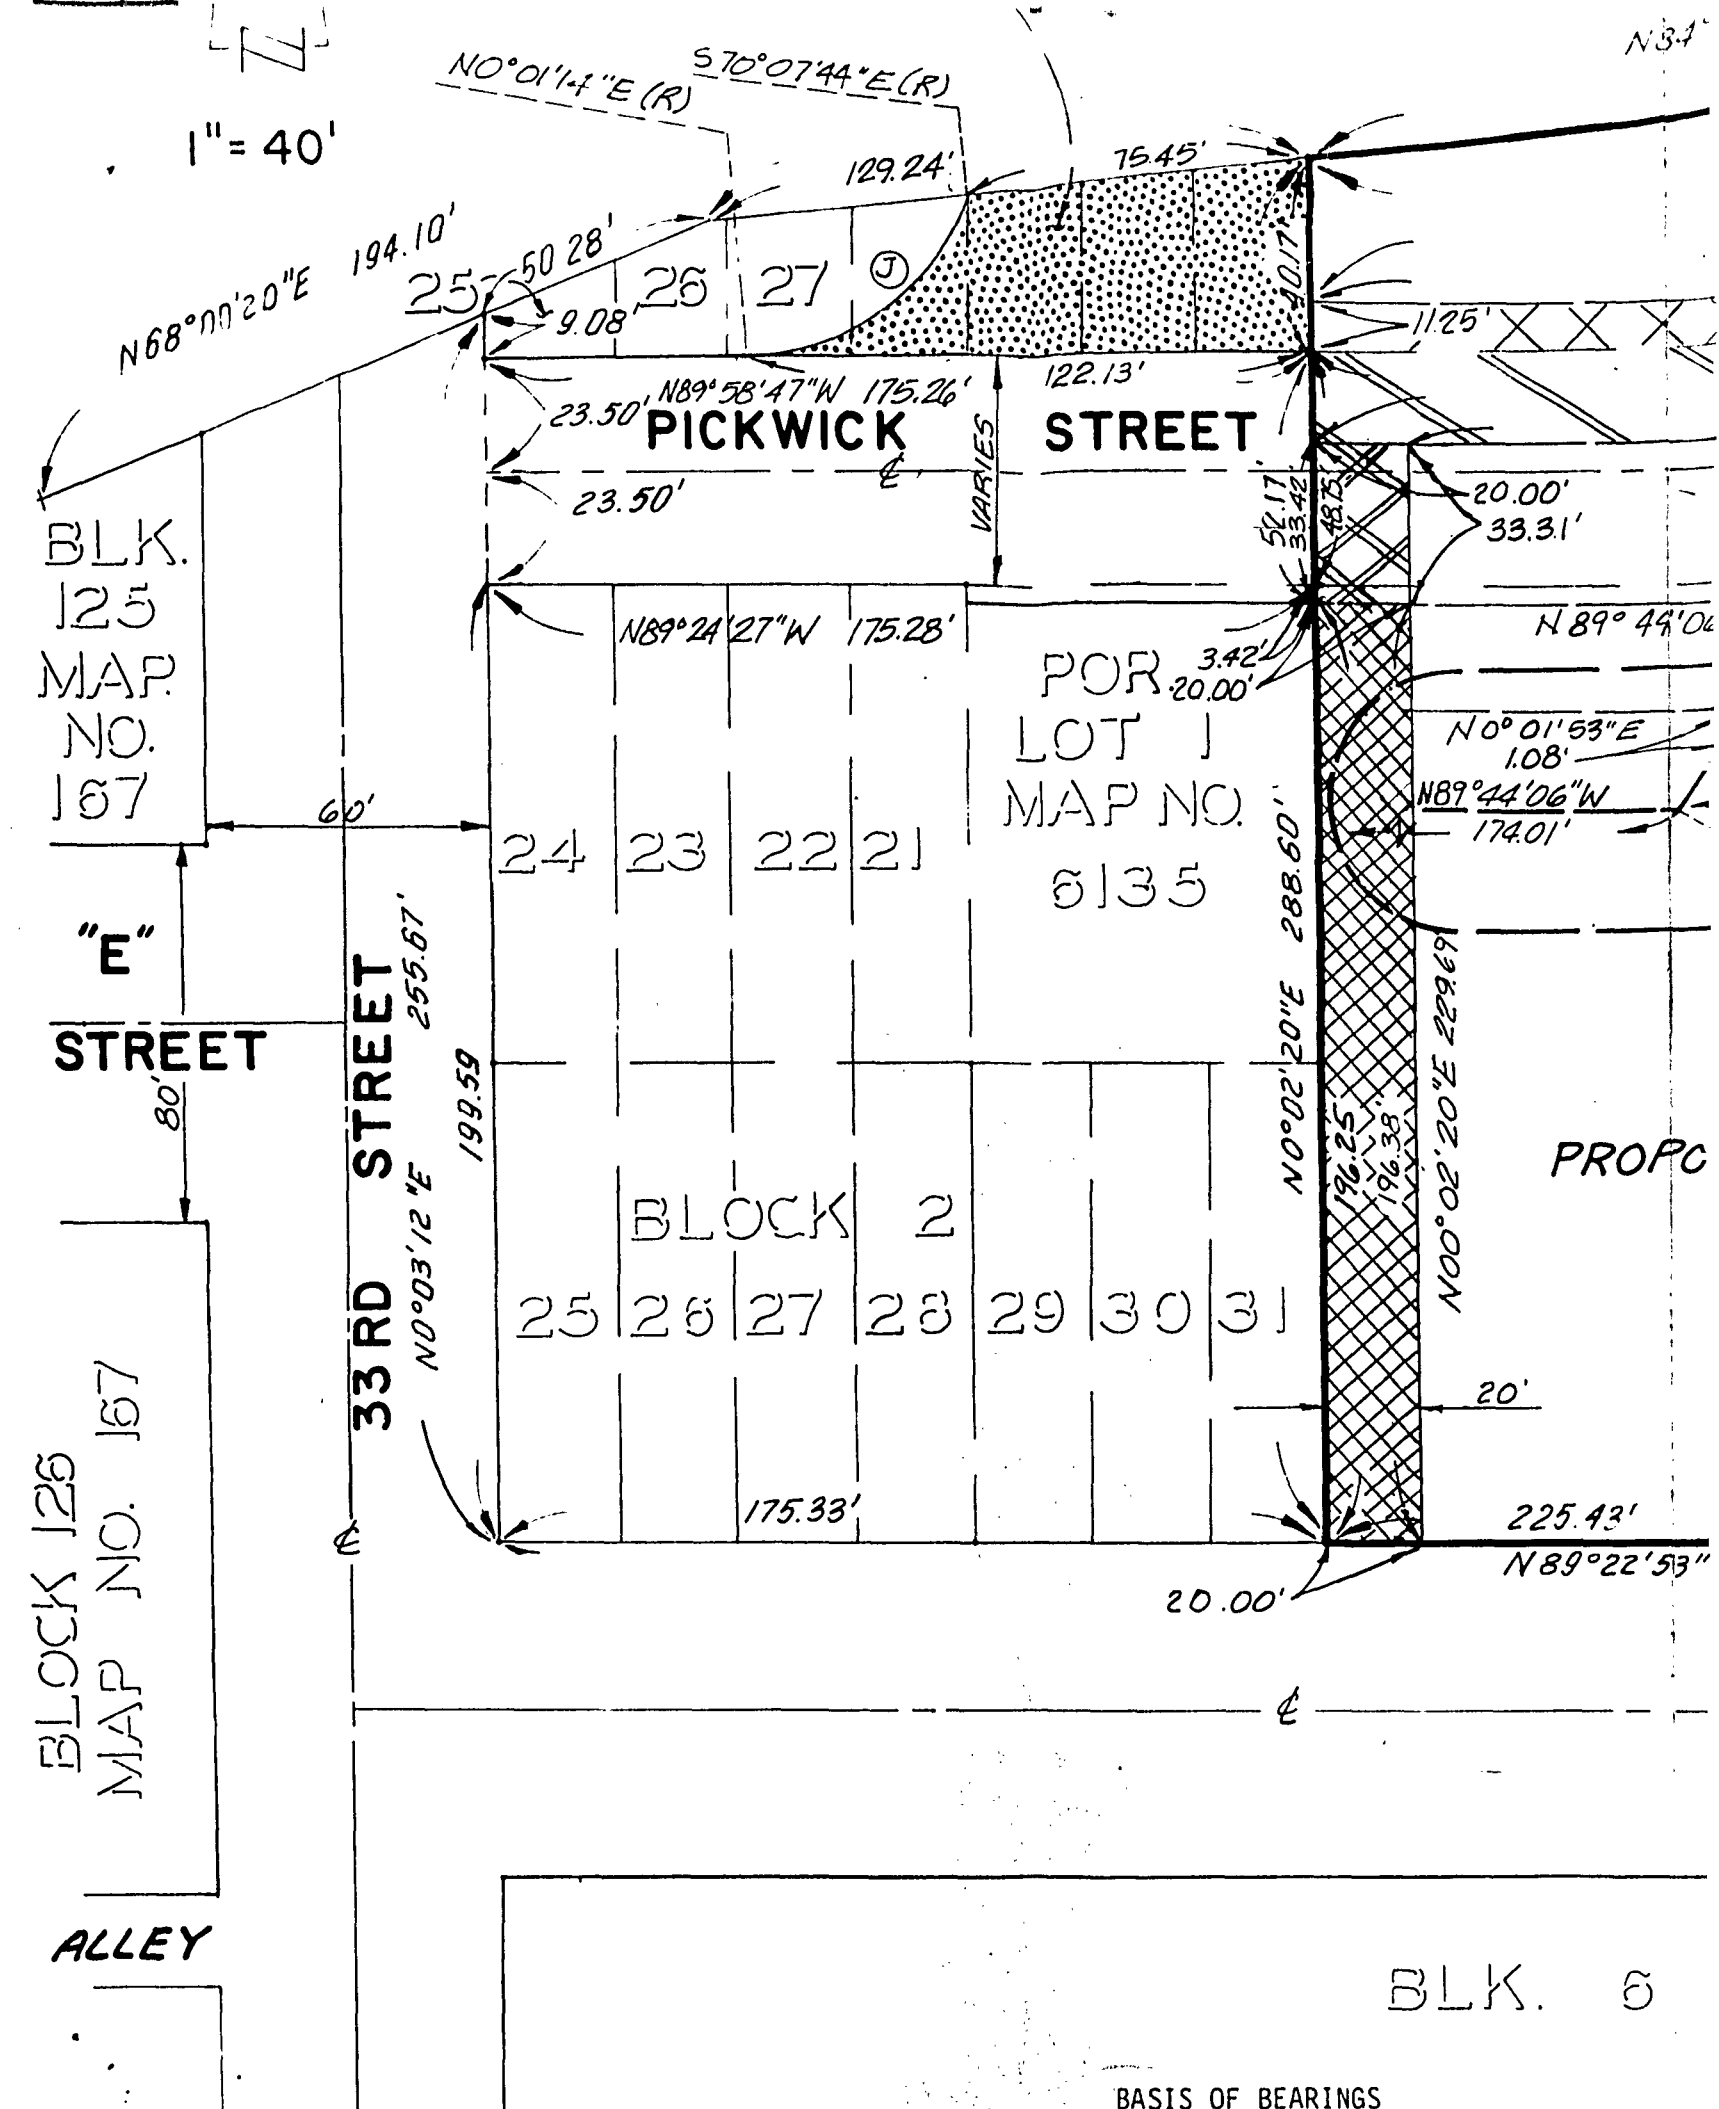 N34°
N0°01'14"E (R)
S70°07'44"E (R)
1" = 40'
129.24'
75.45'
N68°00'20"E 194.10'
50 28'
25
26
27
J
40.17'
9.08'
11.25'
N89°58'47"W 175.26'
122.13'
23.50'
PICKWICK STREET
℄
VARIES
23.50'
52.17'
33.42'
48.75'
20.00'
33.31'
BLK.
125
MAP
NO.
167
N89°24'27"W 175.28'
N 89° 44'06
3.42'
20.00'
POR.
LOT 1
MAP NO.
6135
N0°01'53"E
1.08'
N89°44'06"W
174.01'
60'
24
23
22
21
"E"
STREET
80'
33RD STREET
N0°03'12"E 255.67'
199.59
N0°02'20"E 288.60'
196.25'
196.38'
N00°02'20"E 229.69
PROPO
BLOCK 2
25
26
27
28
29
30
31
20'
175.33'
225.43'
N89°22'53"
20.00'
℄
BLOCK 126
MAP NO. 167
℄
ALLEY
BLK. 6
BASIS OF BEARINGS